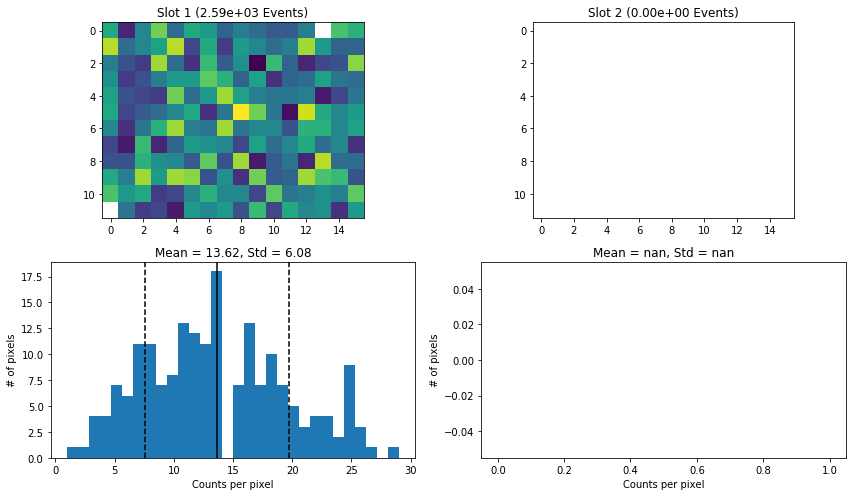 Slot 1 (2.59e+03 Events)
0
2
4
6
8
10
0 2 4 6 8 10 12 14
Slot 2 (0.00e+00 Events)
0
2
4
6
8
10
0 2 4 6 8 10 12 14
Mean = 13.62, Std = 6.08
# of pixels
17.5
15.0
12.5
10.0
7.5
5.0
2.5
0.0
0 5 10 15 20 25 30
Counts per pixel
Mean = nan, Std = nan
# of pixels
0.04
0.02
0.00
−0.02
−0.04
0.0 0.2 0.4 0.6 0.8 1.0
Counts per pixel